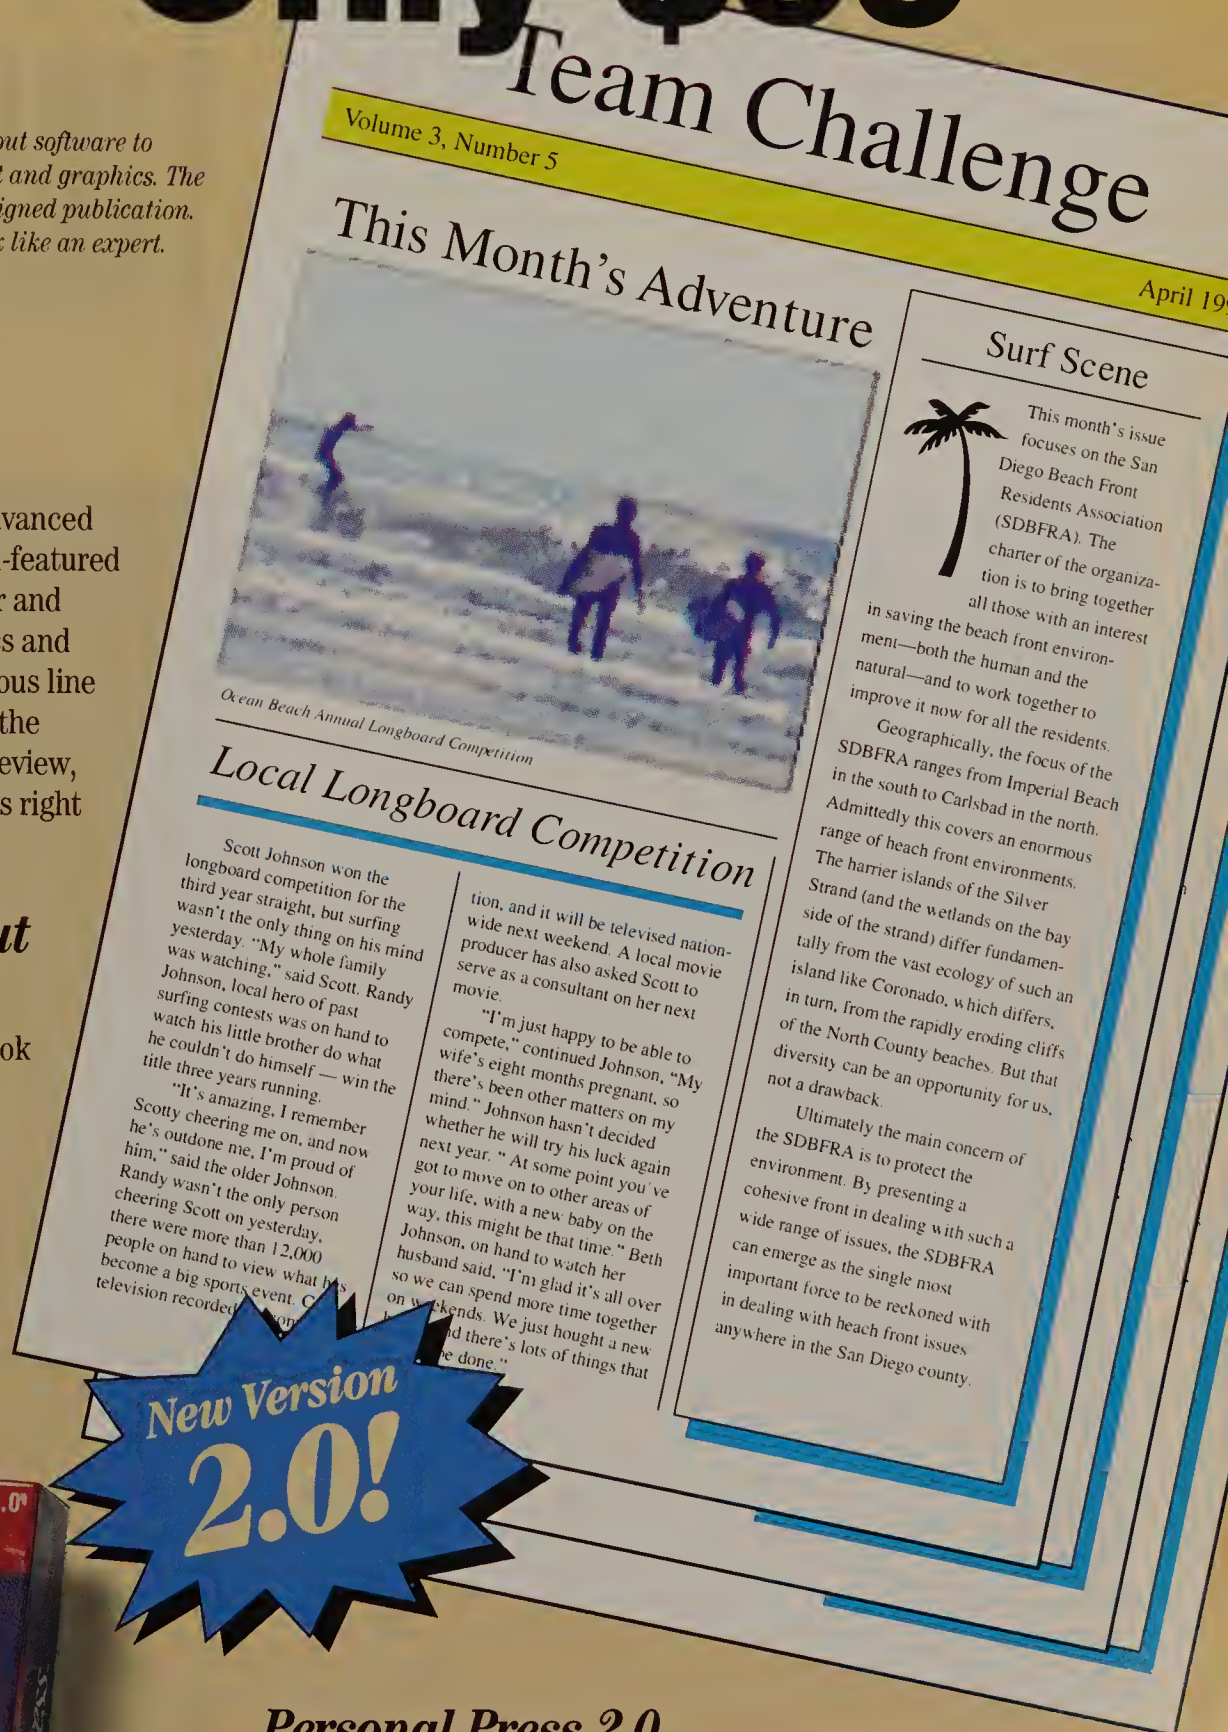 Only $
Team Challenge
Volume 3, Number 5
April 199
This Month's Adventure
Ocean Beach Annual Longboard Competition
Local Longboard Competition
Scott Johnson won the
longboard competition for the
third year straight, but surfing
wasn't the only thing on his mind
yesterday. "My whole family
was watching," said Scott. Randy
Johnson, local hero of past
surfing contests was on hand to
watch his little brother do what
he couldn't do himself — win the
title three years running.
"It's amazing, I remember
Scotty cheering me on, and now
he's outdone me, I'm proud of
him," said the older Johnson.
Randy wasn't the only person
cheering Scott on yesterday,
there were more than 12,000
people on hand to view what has
become a big sports event.
television recorded
tion, and it will be televised nation-
wide next weekend. A local movie
producer has also asked Scott to
serve as a consultant on her next
movie.
"I'm just happy to be able to
compete," continued Johnson, "My
wife's eight months pregnant, so
there's been other matters on my
mind." Johnson hasn't decided
whether he will try his luck again
next year. " At some point you've
got to move on to other areas of
your life, with a new baby on the
way, this might be that time." Beth
Johnson, on hand to watch her
husband said, "I'm glad it's all over
so we can spend more time together
on weekends. We just hought a new
nd there's lots of things that
be done."
Surf Scene
This month's issue
focuses on the San
Diego Beach Front
Residents Association
(SDBFRA). The
charter of the organiza-
tion is to bring together
all those with an interest
in saving the beach front environ-
ment—both the human and the
natural—and to work together to
improve it now for all the residents.
Geographically, the focus of the
SDBFRA ranges from Imperial Beach
in the south to Carlsbad in the north.
Admittedly this covers an enormous
range of heach front environments.
The harrier islands of the Silver
Strand (and the wetlands on the bay
side of the strand) differ fundamen-
tally from the vast ecology of such an
island like Coronado, which differs,
in turn, from the rapidly eroding cliffs
of the North County beaches. But that
diversity can be an opportunity for us,
not a drawback.
Ultimately the main concern of
the SDBFRA is to protect the
environment. By presenting a
cohesive front in dealing with such a
wide range of issues, the SDBFRA
can emerge as the single most
important force to be reckoned with
in dealing with heach front issues
anywhere in the San Diego county.
out software to
and graphics. The
igned publication.
like an expert.
vanced
-featured
r and
s and
ous line
the
eview,
s right
ut
ok
New Version
2.0!
.0
Personal Press 2.0